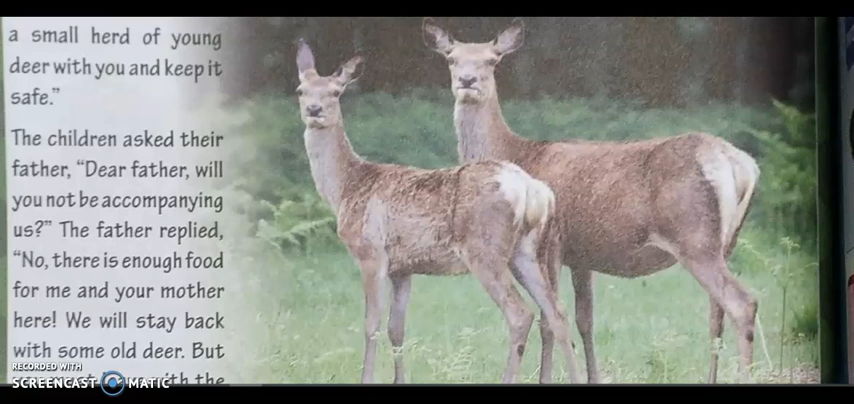 a small herd of young
deer with you and keep it
safe."
The children asked their
father, "Dear father, will
you not be accompanying
us?" The father replied,
"No, there is enough food
for me and your mother
here! We will stay back
with some old deer. But
with the
RECORDED WITH
SCREENCAST MATIC